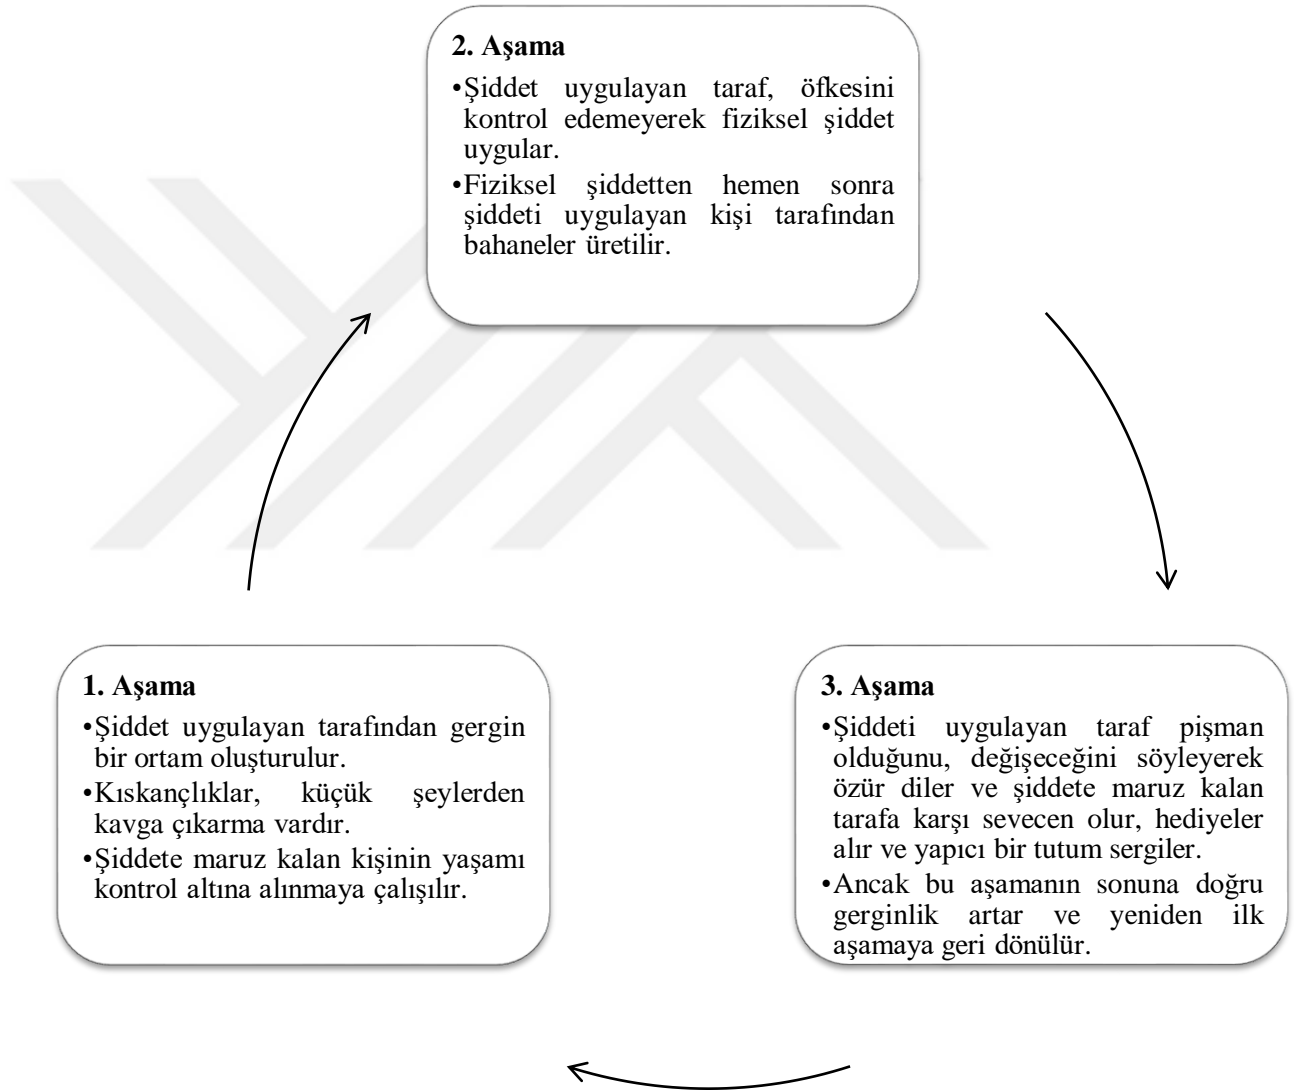 2. Aşama
•Şiddet uygulayan taraf, öfkesini
kontrol edemeyerek fiziksel şiddet
uygular.
•Fiziksel şiddetten hemen sonra
şiddeti uygulayan kişi tarafından
bahaneler üretilir.
1. Aşama
•Şiddet uygulayan tarafından gergin
bir ortam oluşturulur.
•Kıskançlıklar, küçük şeylerden
kavga çıkarma vardır.
•Şiddete maruz kalan kişinin yaşamı
kontrol altına alınmaya çalışılır.
3. Aşama
•Şiddeti uygulayan taraf pişman
olduğunu, değişeceğini söyleyerek
özür diler ve şiddete maruz kalan
tarafa karşı sevecen olur, hediyeler
alır ve yapıcı bir tutum sergiler.
•Ancak bu aşamanın sonuna doğru
gerginlik artar ve yeniden ilk
aşamaya geri dönülür.